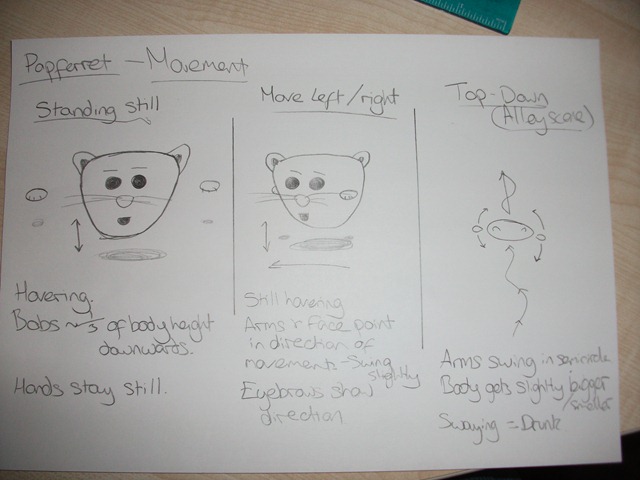 Popferret - Movement
Standing still
Hovering.
Bobs ~1/3 of body height
downwards.
Hands stay still.
Move left/right
Still hovering
Arms + face point
in direction of
movements - Swing
slightly
Eyebrows show
direction
Top-Down
(Alley scene)
Arms swing in semicircle
Body gets slightly bigger
/smaller
Swaying = Drunk